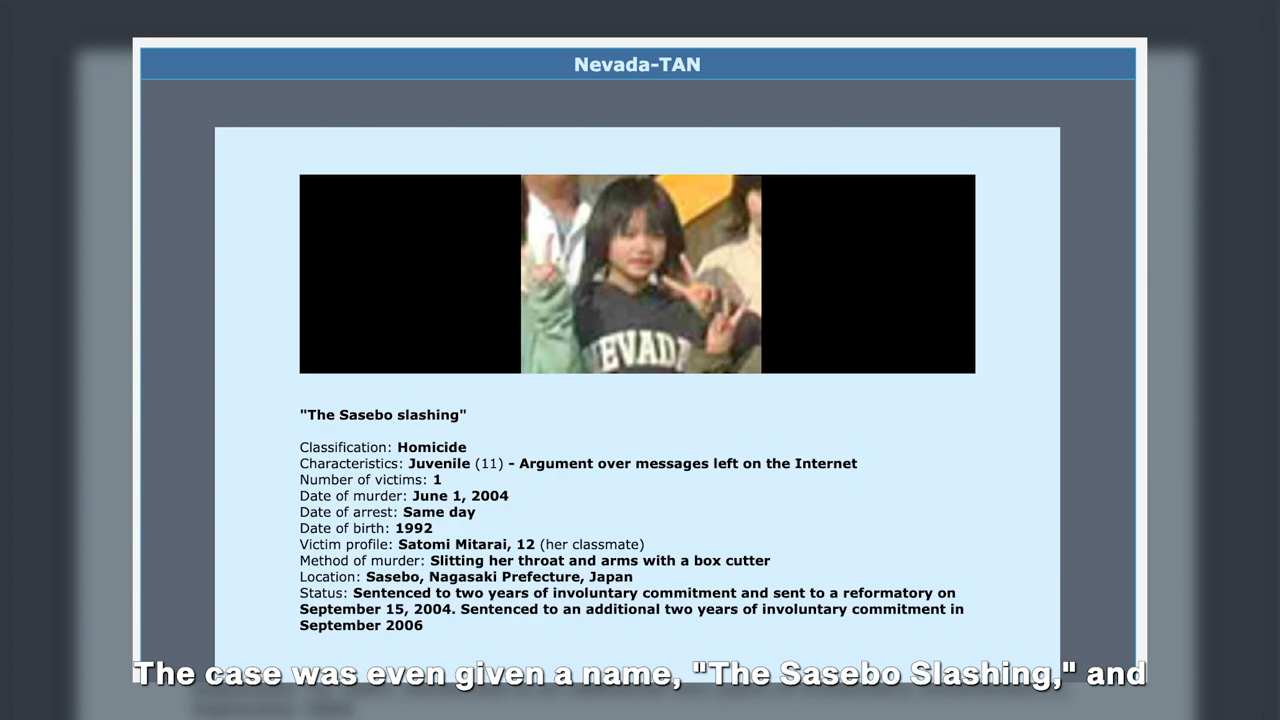 Nevada-TAN
NEVADA
"The Sasebo slashing"
Classification: Homicide
Characteristics: Juvenile (11) - Argument over messages left on the Internet
Number of victims: 1
Date of murder: June 1, 2004
Date of arrest: Same day
Date of birth: 1992
Victim profile: Satomi Mitarai, 12 (her classmate)
Method of murder: Slitting her throat and arms with a box cutter
Location: Sasebo, Nagasaki Prefecture, Japan
Status: Sentenced to two years of involuntary commitment and sent to a reformatory on
September 15, 2004. Sentenced to an additional two years of involuntary commitment in
September 2006
The case was even given a name, "The Sasebo Slashing," and